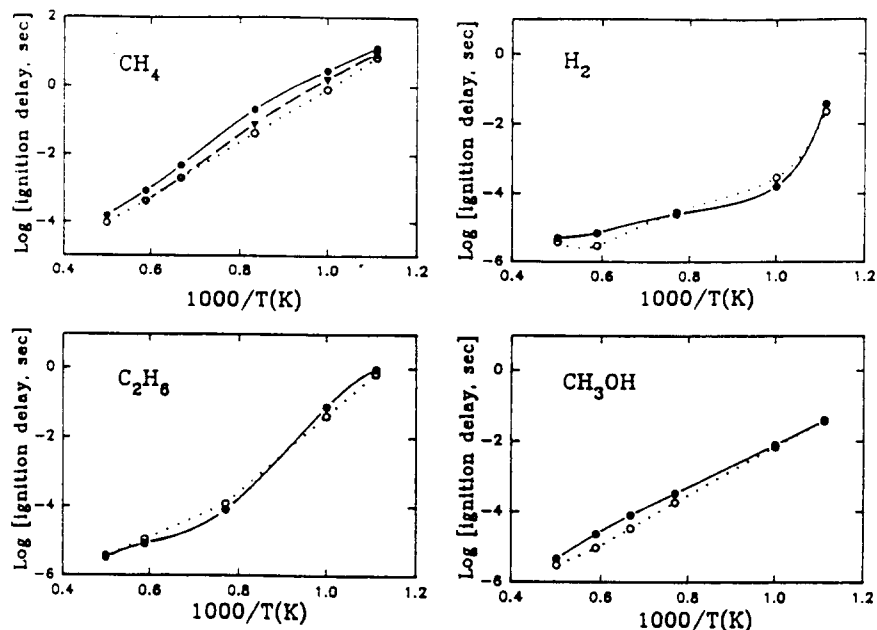 Log [ignition delay, sec]
2
0
-2
-4
CH4
0.4 0.6 0.8 1.0 1.2
1000/T(K)
Log [ignition delay, sec]
0
-2
-4
-6
H2
0.4 0.6 0.8 1.0 1.2
1000/T(K)
Log [ignition delay, sec]
0
-2
-4
-6
C2H6
0.4 0.6 0.8 1.0 1.2
1000/T(K)
Log [ignition delay, sec]
0
-2
-4
-6
CH3OH
0.4 0.6 0.8 1.0 1.2
1000/T(K)